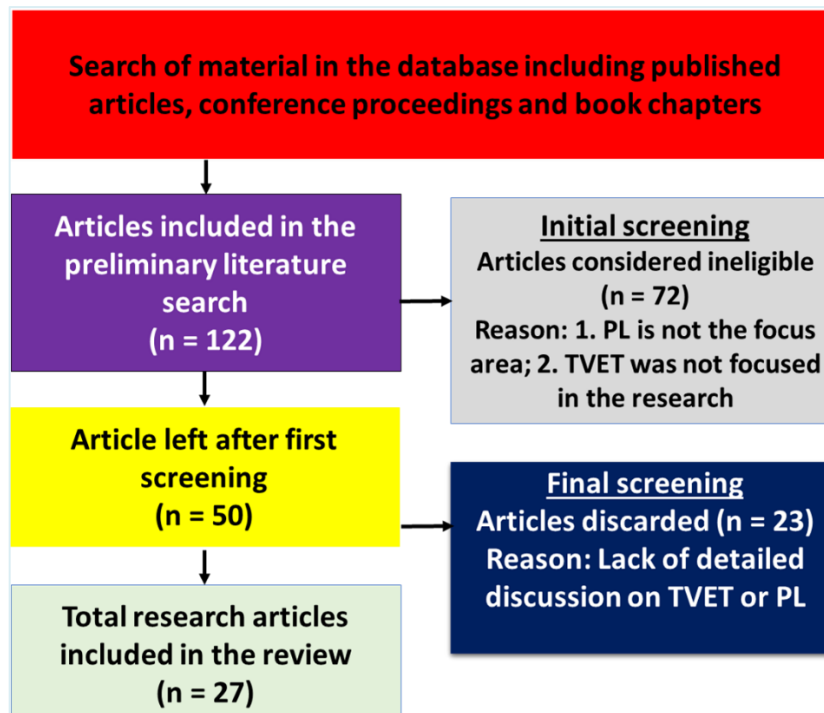 Search of material in the database including published
articles, conference proceedings and book chapters
Articles included in the
preliminary literature
search
(n = 122)
Initial screening
Articles considered ineligible
(n = 72)
Reason: 1. PL is not the focus
area; 2. TVET was not focused
in the research
Article left after first
screening
(n = 50)
Final screening
Articles discarded (n = 23)
Reason: Lack of detailed
discussion on TVET or PL
Total research articles
included in the review
(n = 27)